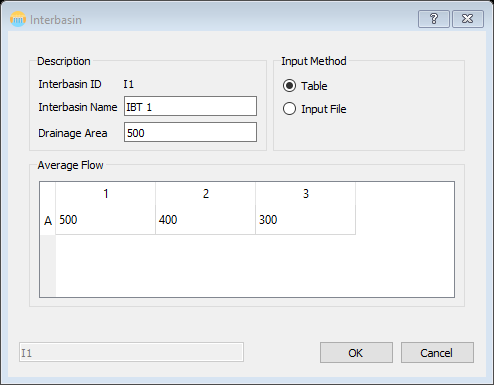 Interbasin
?
Description
Interbasin ID I1
Interbasin Name IBT 1
Drainage Area 500
Input Method
Table
Input File
Average Flow
1 2 3
A 500 400 300
I1
OK Cancel